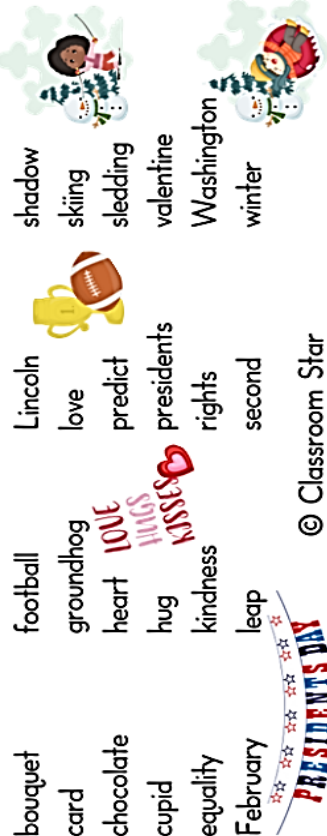 bouquet
card
chocolate
cupid
equality
February
football
groundhog
heart
hug
kindness
leap
Lincoln
love
predict
presidents
rights
second
shadow
skiing
sledding
valentine
Washington
winter
LOVE
HUGS
KISSES
PRESIDENTS DAY
© Classroom Star